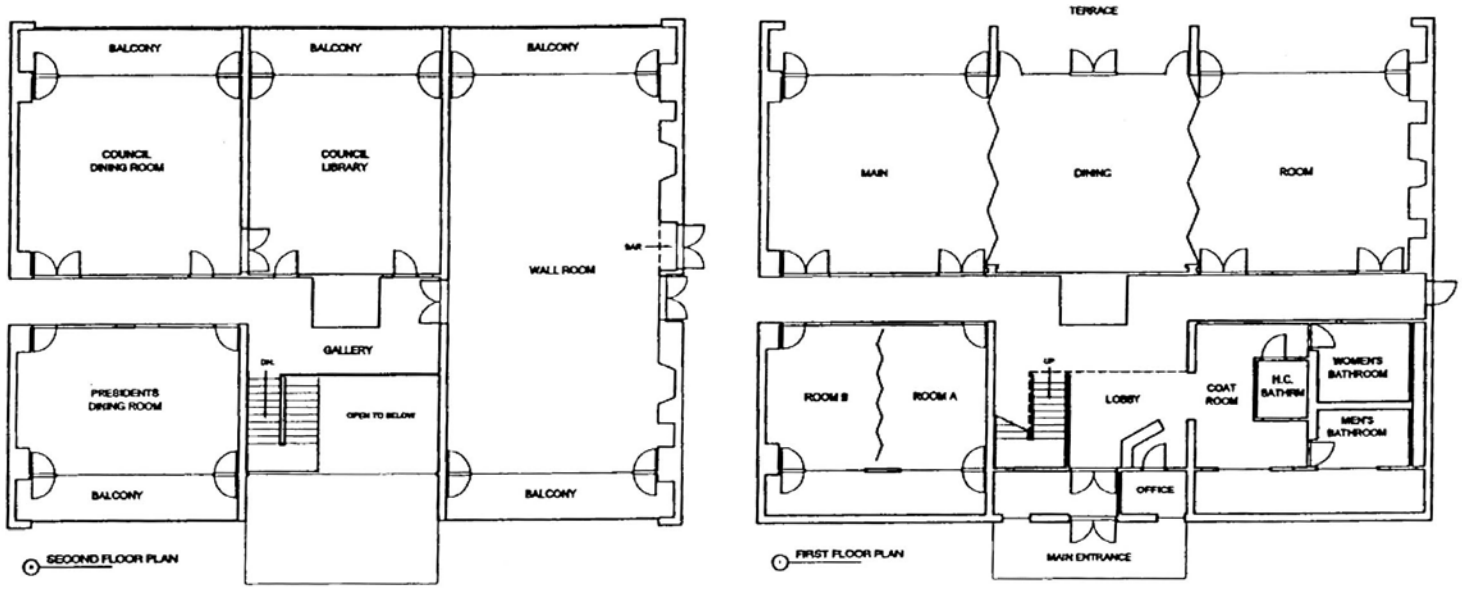 BALCONY
BALCONY
BALCONY
COUNCIL
DINING ROOM
COUNCIL
LIBRARY
BAR
WALL ROOM
GALLERY
DN.
PRESIDENTS
DINING ROOM
OPEN TO BELOW
BALCONY
BALCONY
SECOND FLOOR PLAN
TERRACE
MAIN
DINING
ROOM
UP
WOMEN'S
BATHROOM
ROOM B
ROOM A
LOBBY
COAT
ROOM
H.C.
BATHRM
MEN'S
BATHROOM
OFFICE
MAIN ENTRANCE
FIRST FLOOR PLAN